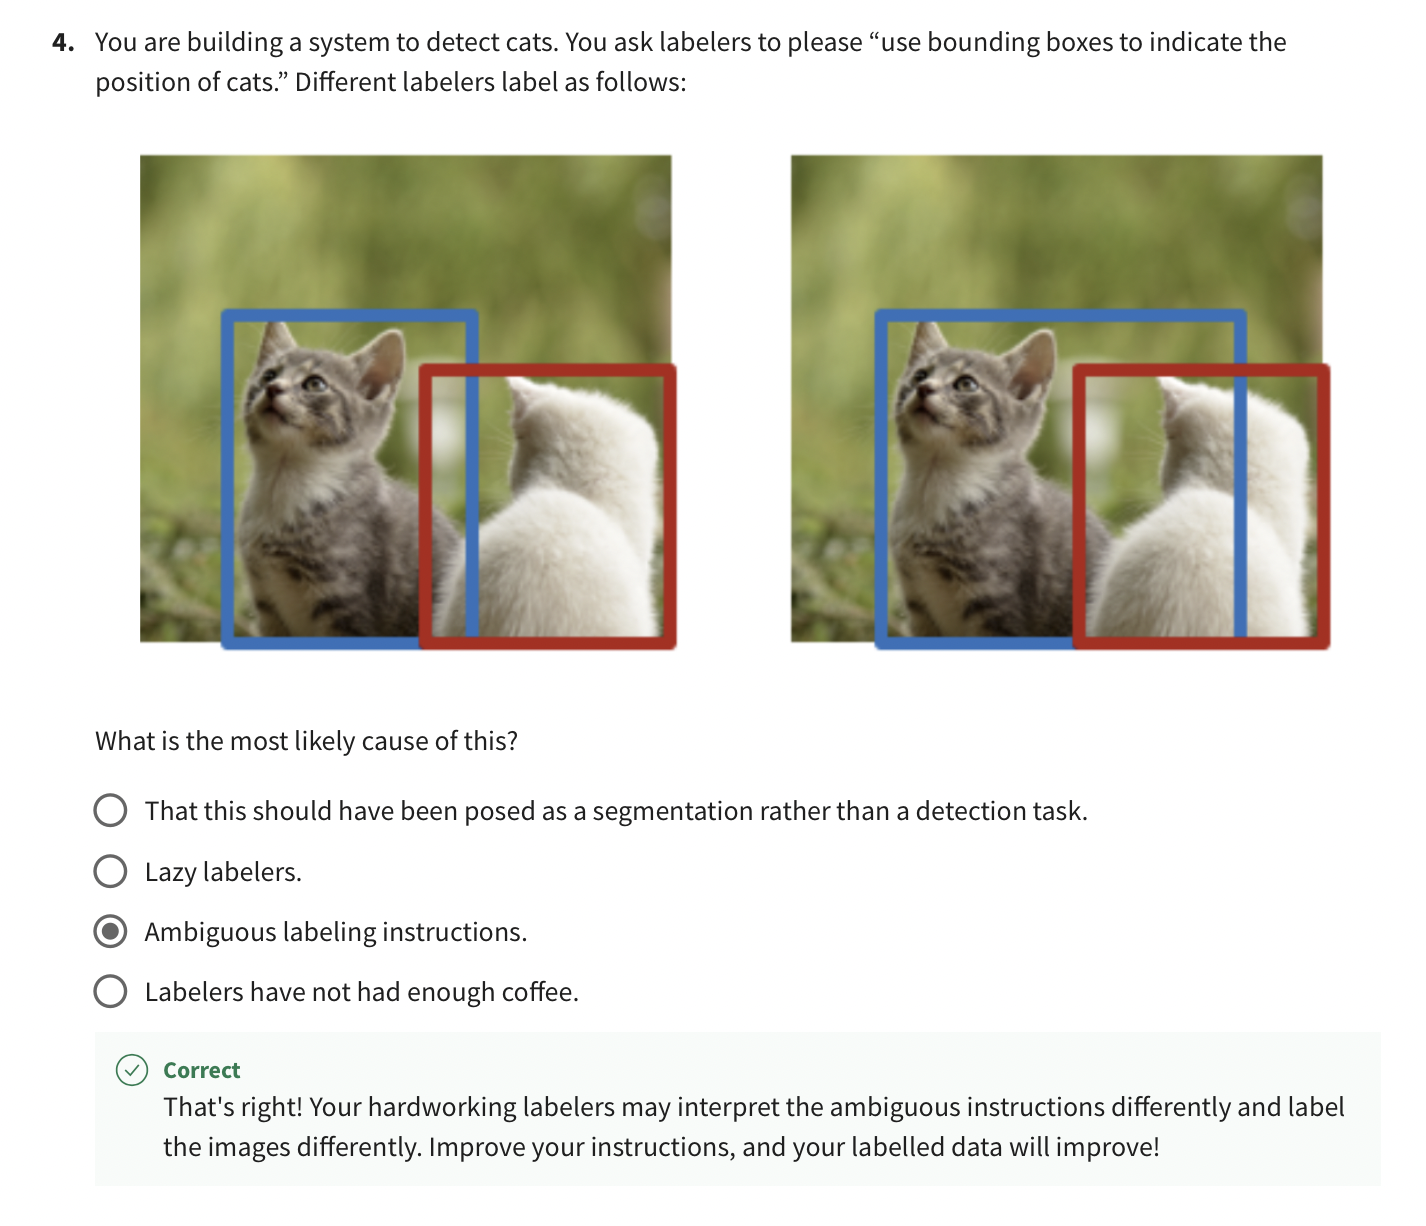 4. You are building a system to detect cats. You ask labelers to please “use bounding boxes to indicate the
position of cats.” Different labelers label as follows:
What is the most likely cause of this?
That this should have been posed as a segmentation rather than a detection task.
Lazy labelers.
Ambiguous labeling instructions.
Labelers have not had enough coffee.
Correct
That's right! Your hardworking labelers may interpret the ambiguous instructions differently and label
the images differently. Improve your instructions, and your labelled data will improve!